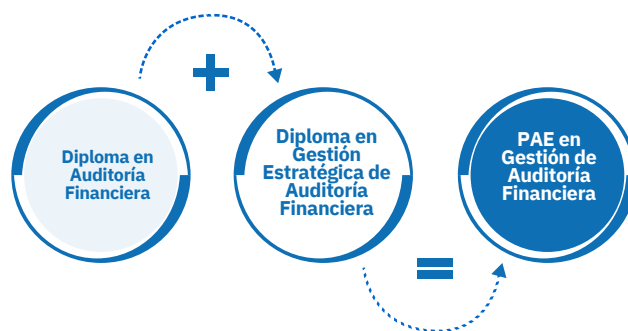 Diploma en
Auditoría
Financiera
+
Diploma en
Gestión
Estratégica de
Auditoría
Financiera
=
PAE en
Gestión de
Auditoría
Financiera